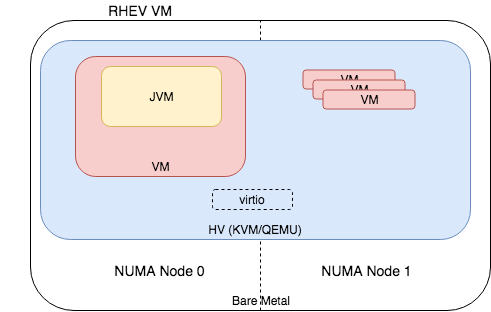 RHEV VM
JVM
VM
VM
VM
VM
virtio
HV (KVM/QEMU)
NUMA Node 0
NUMA Node 1
Bare Metal